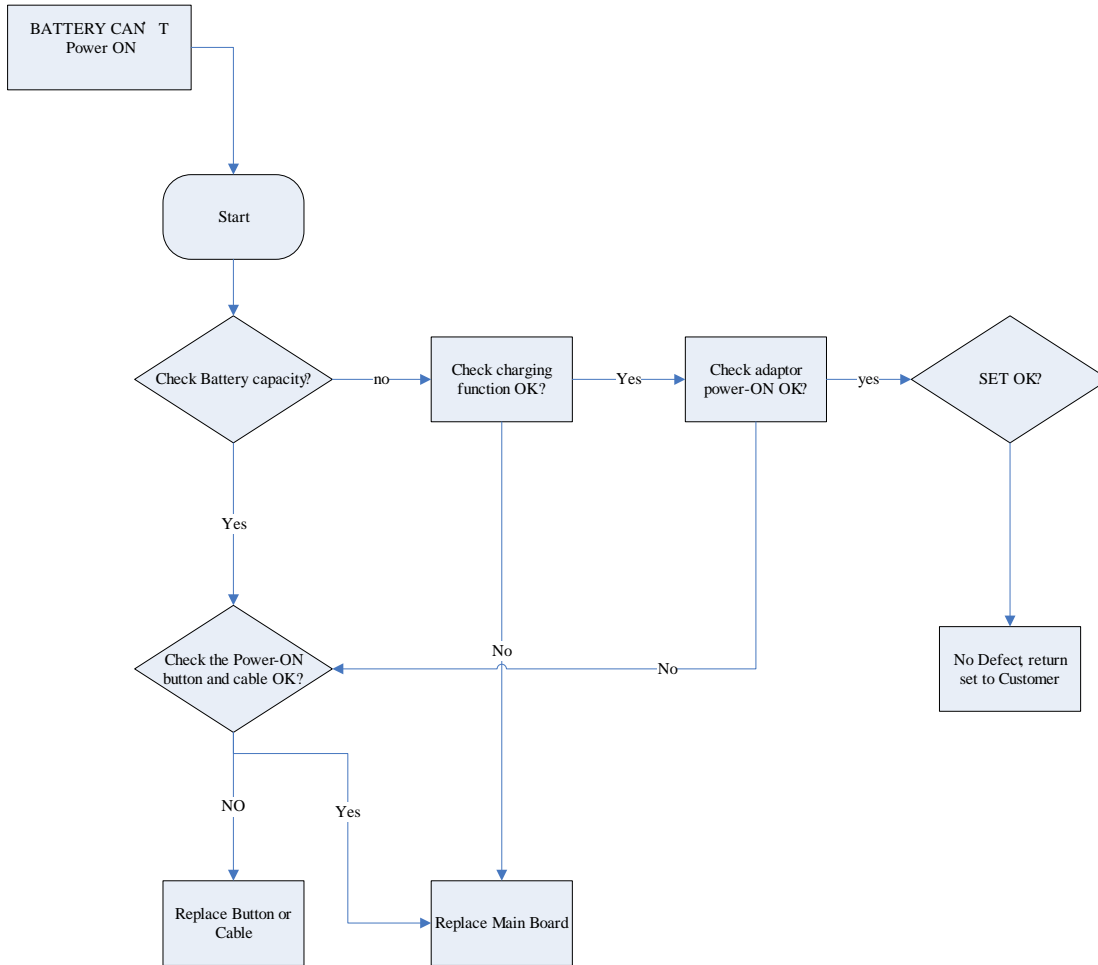 BATTERY CAN'T
Power ON
Start
Check Battery capacity?
no
Check charging
function OK?
Yes
Check adaptor
power-ON OK?
yes
SET OK?
Yes
Check the Power-ON
button and cable OK?
No
No
No Defect, return
set to Customer
NO
Yes
Replace Button or
Cable
Replace Main Board